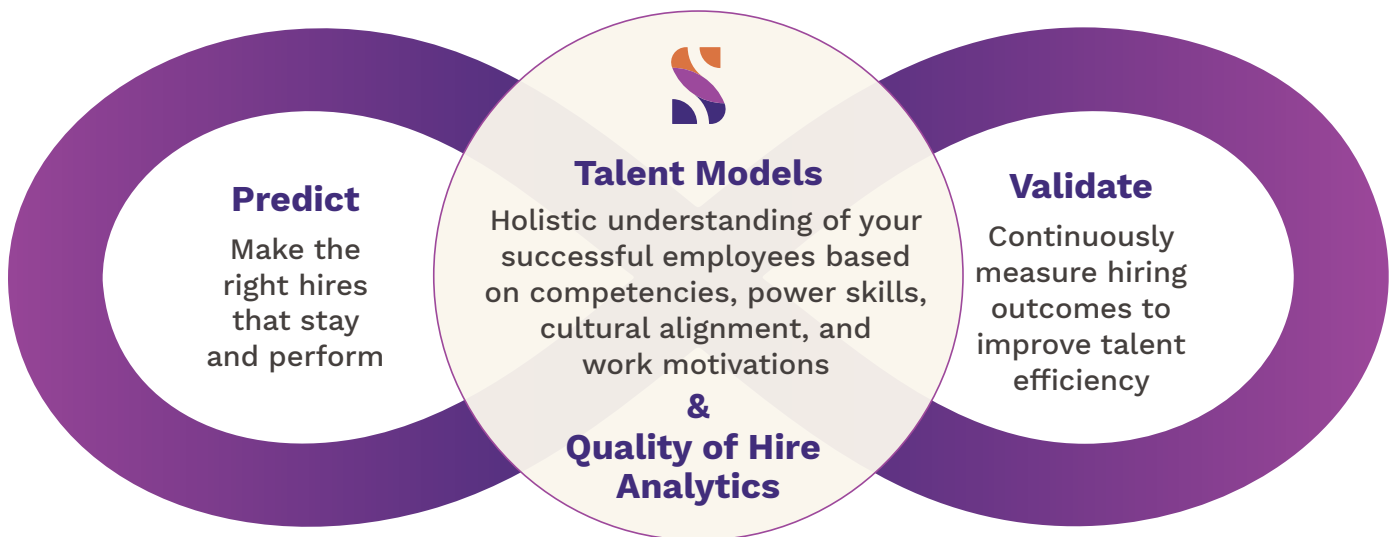 Predict
Make the
right hires
that stay
and perform
Talent Models
Holistic understanding of your
successful employees based
on competencies, power skills,
cultural alignment, and
work motivations
&
Quality of Hire
Analytics
Validate
Continuously
measure hiring
outcomes to
improve talent
efficiency